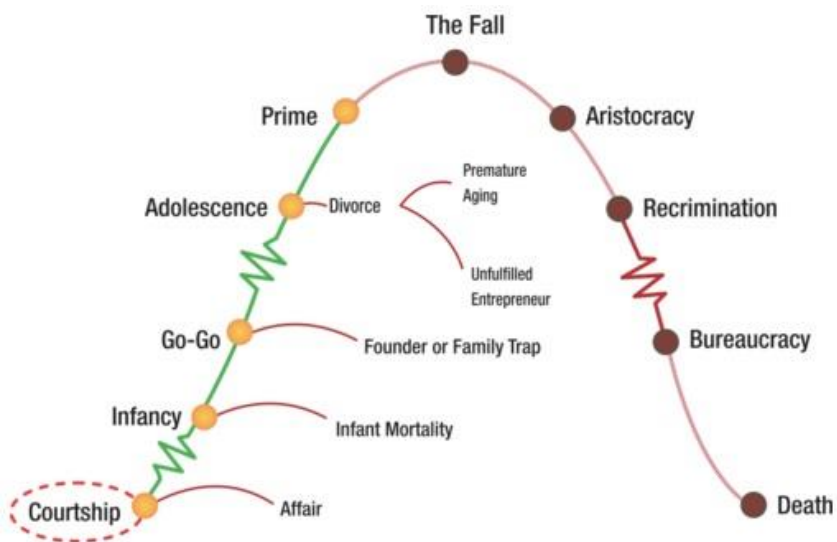 The Fall
Prime
Aristocracy
Premature
Aging
Adolescence
Divorce
Recrimination
Unfulfilled
Entrepreneur
Go-Go
Founder or Family Trap
Bureaucracy
Infancy
Infant Mortality
Courtship
Affair
Death